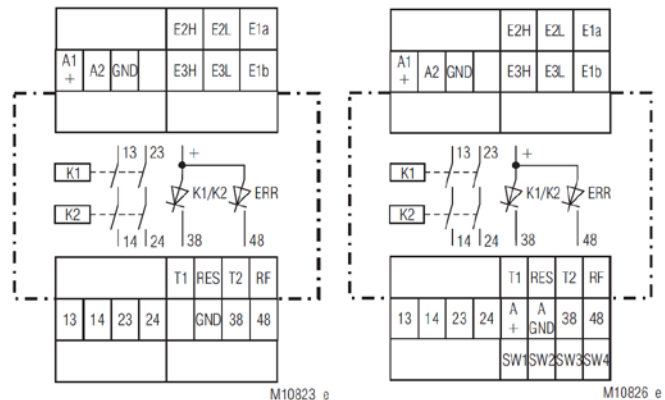 E2H E2L E1a
A1 + A2 GND E3H E3L E1b
13 23 +
K1
K1/K2 ERR
K2
14 24 38 48
T1 RES T2 RF
13 14 23 24 GND 38 48
M10823_e
E2H E2L E1a
A1 + A2 GND E3H E3L E1b
13 23 +
K1
K1/K2 ERR
K2
14 24 38 48
T1 RES T2 RF
13 14 23 24 A + A GND 38 48
SW1 SW2 SW3 SW4
M10826_e